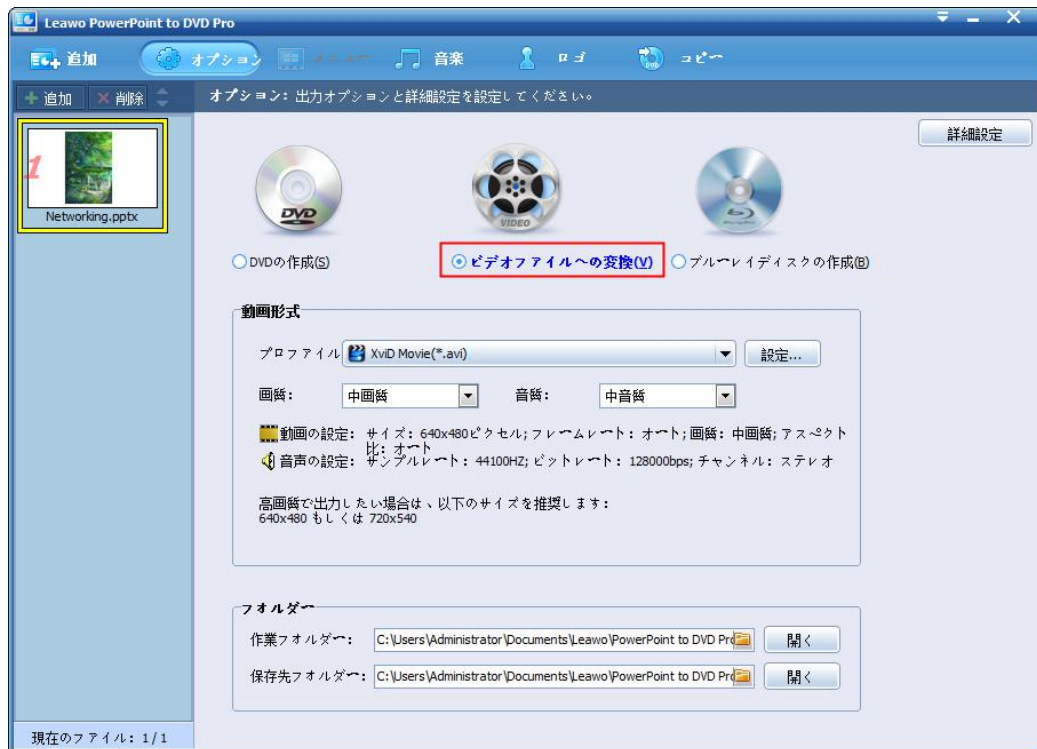 Leawo PowerPoint to DVD Pro
追加 オプション メニュー 音楽 ロゴ コピー
追加 削除
オプション: 出力オプションと詳細設定を設定してください。
詳細設定
1
Networking.pptx
DVD VIDEO Blu-ray Disc
DVDの作成(S) ビデオファイルへの変換(V) ブルーレイディスクの作成(B)
動画形式
プロファイル XviD Movie(*.avi) 設定...
画質: 中画質 音質: 中音質
動画の設定: サイズ: 640x480ピクセル; フレームレート: オート; 画質: 中画質; アスペクト
比: オート
音声の設定: サンプルレート: 44100HZ; ビットレート: 128000bps; チャンネル: ステレオ
高画質で出力したい場合は、以下のサイズを推奨します:
640x480 もしくは 720x540
フォルダー
作業フォルダー: C:\Users\Administrator\Documents\Leawo\PowerPoint to DVD Pro 開く
保存先フォルダー: C:\Users\Administrator\Documents\Leawo\PowerPoint to DVD Pro 開く
現在のファイル: 1/1